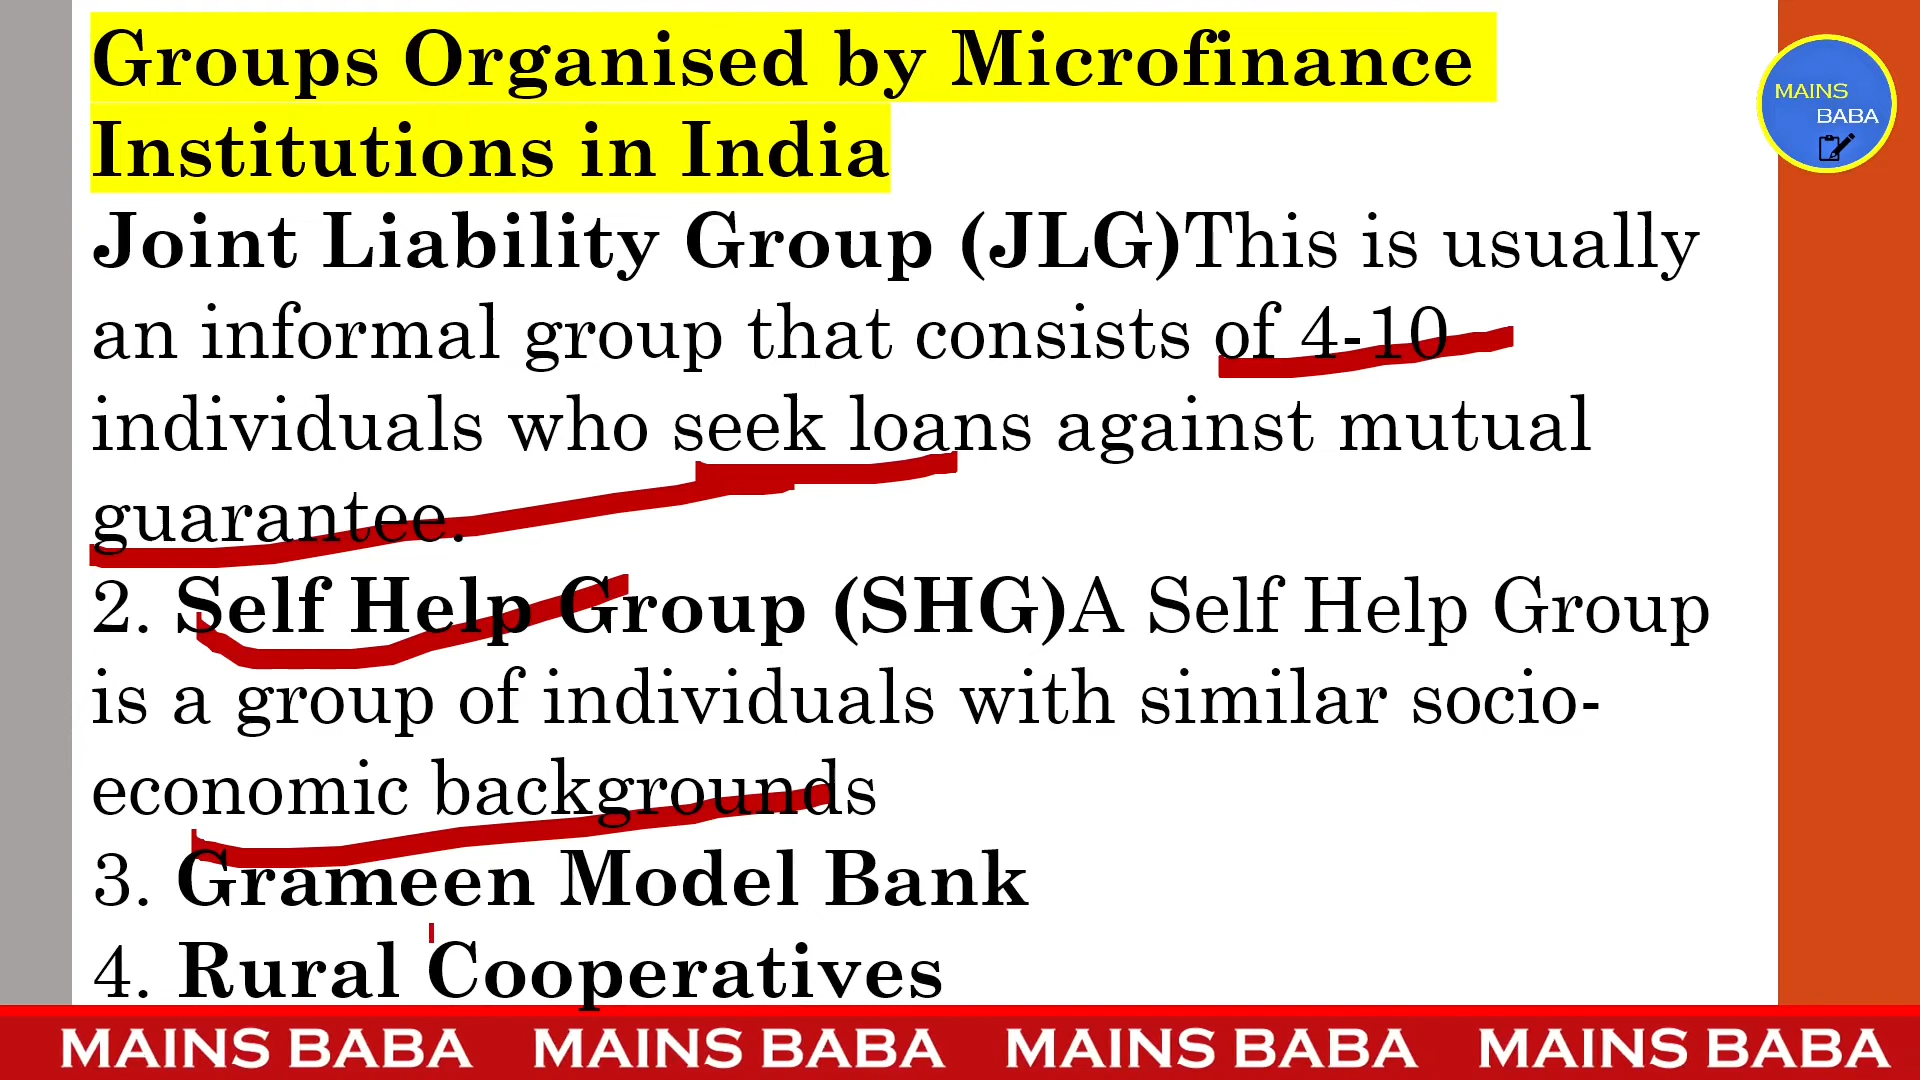 Groups Organised by Microfinance
Institutions in India
MAINS
BABA
Joint Liability Group (JLG)This is usually
an informal group that consists of 4-10
individuals who seek loans against mutual
guarantee.
2. Self Help Group (SHG)A Self Help Group
is a group of individuals with similar socio-
economic backgrounds
3. Grameen Model Bank
4. Rural Cooperatives
MAINS BABA MAINS BABA MAINS BABA MAINS BABA